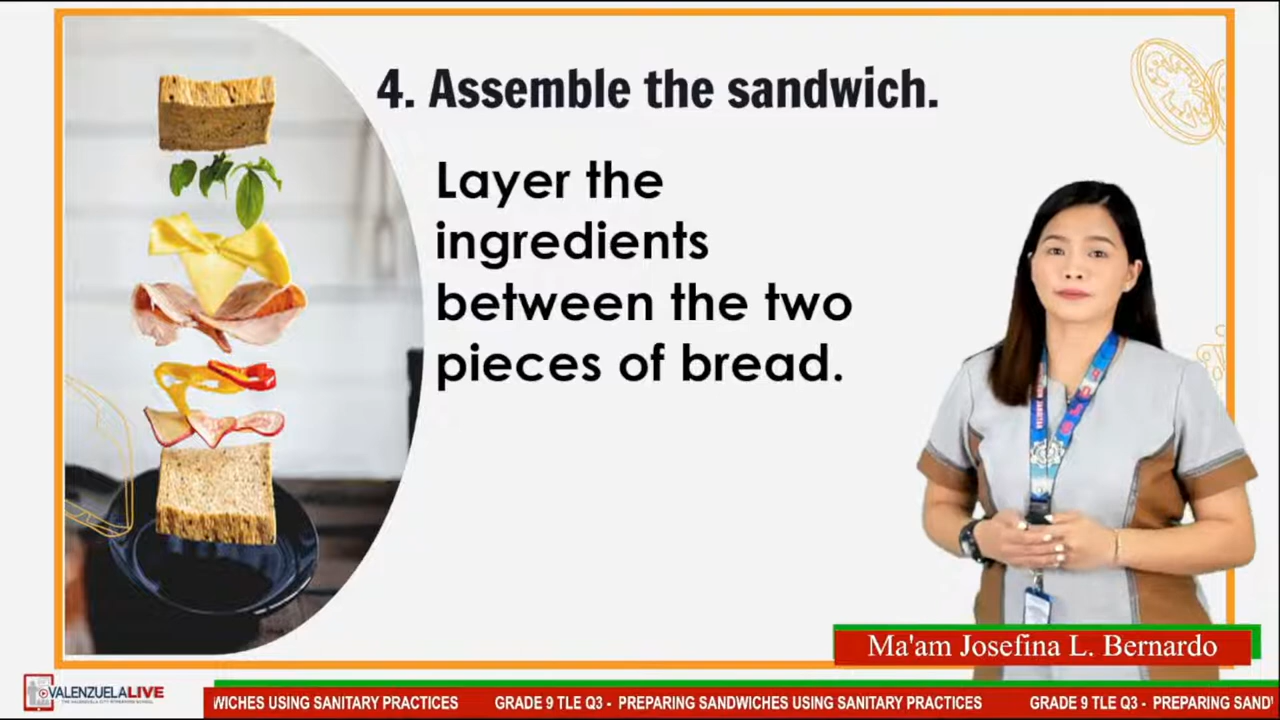 4. Assemble the sandwich.
Layer the
ingredients
between the two
pieces of bread.
Ma'am Josefina L. Bernardo
VALENZUELALIVE
WICHES USING SANITARY PRACTICES GRADE 9 TLE Q3 - PREPARING SANDWICHES USING SANITARY PRACTICES GRADE 9 TLE Q3 - PREPARING SAND